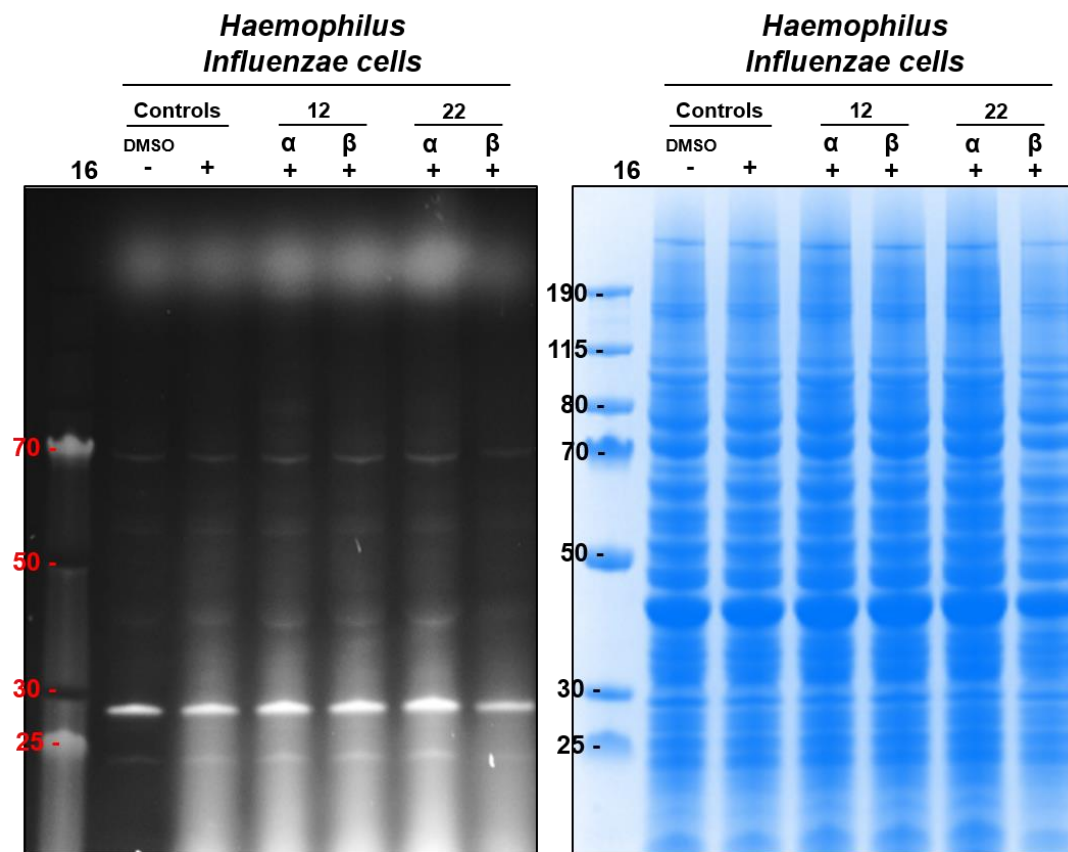 Haemophilus
Influenzae cells
Controls 12 22
DMSO α β α β
16 - + + + + +
70 -
50 -
30 -
25 -
Haemophilus
Influenzae cells
Controls 12 22
DMSO α β α β
16 - + + + + +
190 -
115 -
80 -
70 -
50 -
30 -
25 -